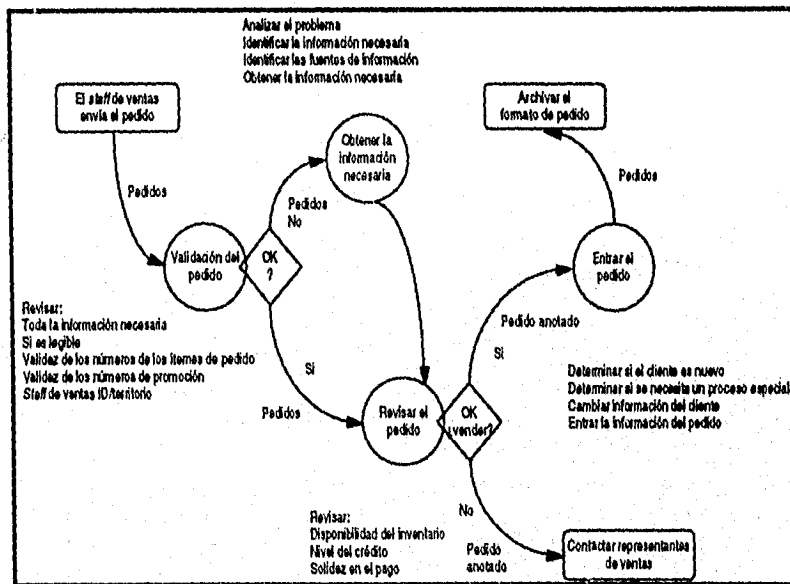 Analizar el problema
Identificar la información necesaria
Identificar las fuentes de información
Obtener la información necesaria
El staff de ventas
envía el pedido
Archivar el
formato de pedido
Obtener la
información
necesaria
Pedidos
Pedidos
No
Pedidos
Validación del
pedido
OK
?
Entrar el
pedido
Revisar:
Toda la información necesaria
Si es legible
Validez de los números de los ítemes de pedido
Validez de los números de promoción
Staff de ventas ID/territorio
Sí
Pedidos
Pedido anotado
Sí
Revisar el
pedido
OK
¿vender?
Determinar si el cliente es nuevo
Determinar si se necesita un proceso especial
Cambiar información del cliente
Entrar la información del pedido
No
Pedido
anotado
Revisar:
Disponibilidad del inventario
Nivel del crédito
Solidez en el pago
Contactar representantes
de ventas